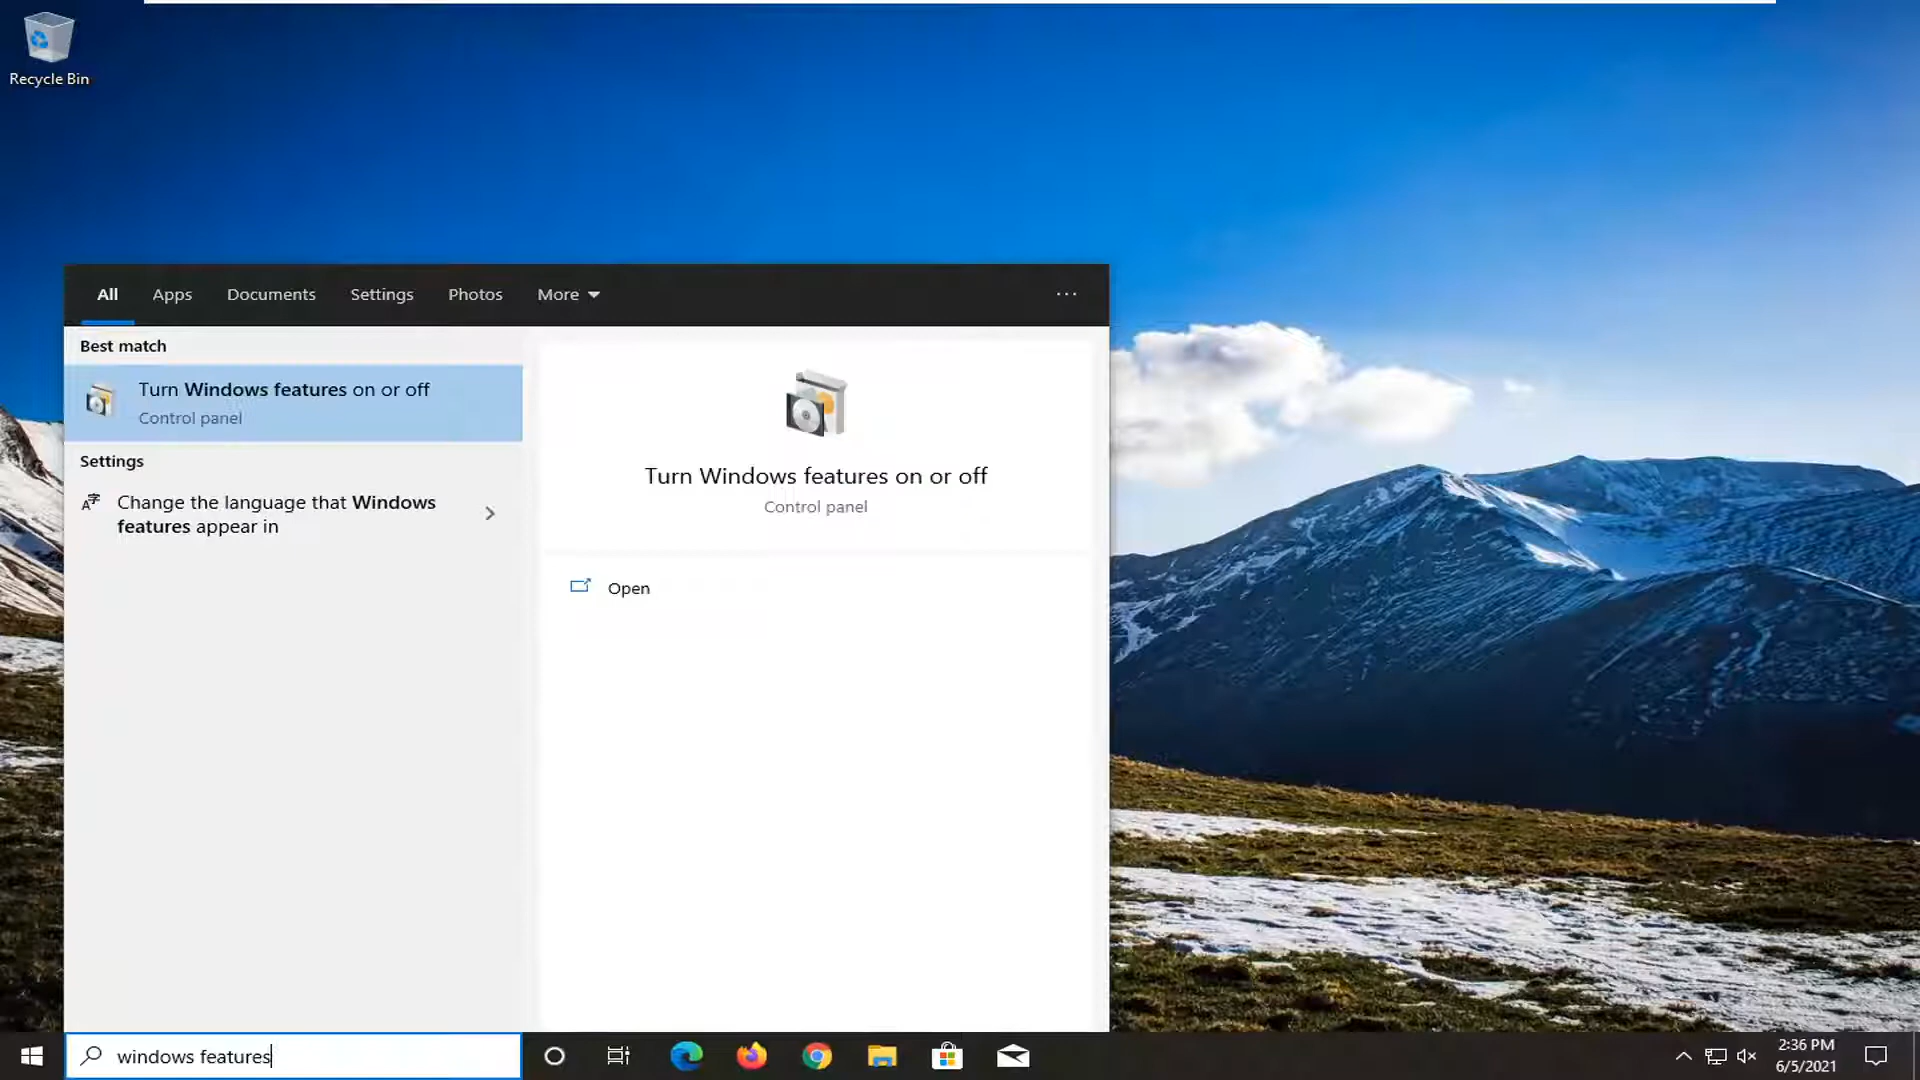 Recycle Bin
All Apps Documents Settings Photos More ...
Best match
Turn Windows features on or off
Control panel
Settings
Change the language that Windows
features appear in
Turn Windows features on or off
Control panel
Open
windows features
2:36 PM
6/5/2021